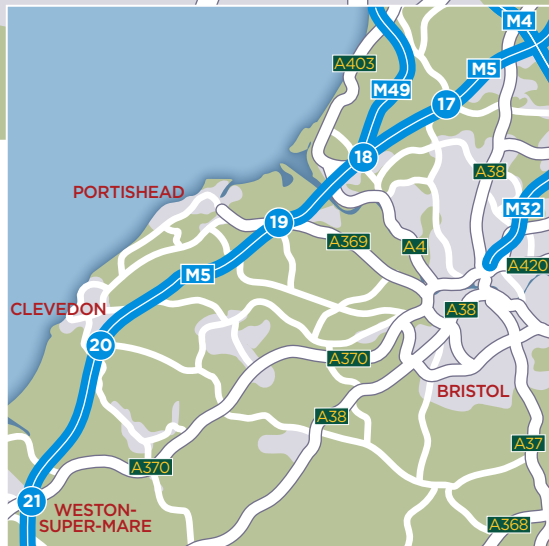 M4
A403
M5
M49
17
18
A38
PORTISHEAD
M32
19
A369
A4
A420
M5
CLEVEDON
A38
20
A370
BRISTOL
A38
A37
A370
21
WESTON-
SUPER-MARE
A368